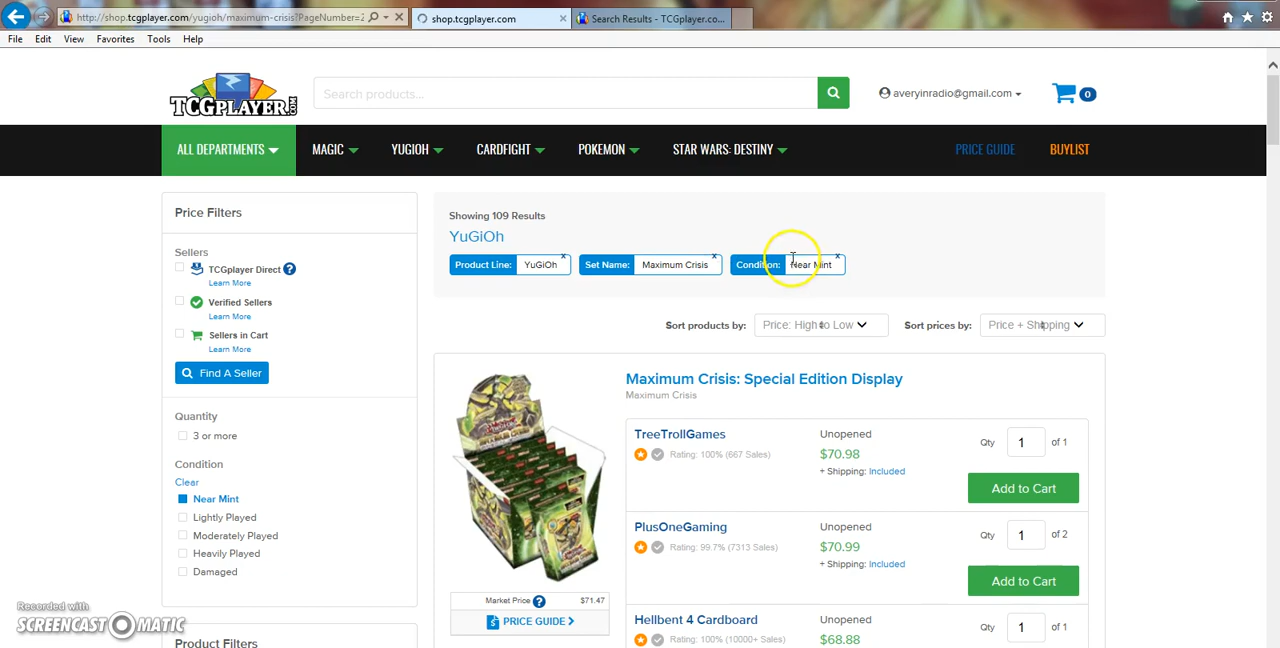 http://shop.tcgplayer.com/yugioh/maximum-crisis?PageNumber=2
shop.tcgplayer.com
Search Results - TCGplayer.co...
File Edit View Favorites Tools Help
TCGPLAYER.COM
Search products...
averyinradio@gmail.com
0
ALL DEPARTMENTS
MAGIC
YUGIOH
CARDFIGHT
POKEMON
STAR WARS: DESTINY
PRICE GUIDE
BUYLIST
Price Filters
Sellers
TCGplayer Direct ?
Learn More
Verified Sellers
Learn More
Sellers in Cart
Learn More
Find A Seller
Quantity
3 or more
Condition
Clear
Near Mint
Lightly Played
Moderately Played
Heavily Played
Damaged
Product Filters
Showing 109 Results
YuGiOh
Product Line: YuGiOh x
Set Name: Maximum Crisis x
Condition: Near Mint x
Sort products by: Price: High to Low
Sort prices by: Price + Shipping
Maximum Crisis: Special Edition Display
Maximum Crisis
Market Price ? $71.47
PRICE GUIDE
TreeTrollGames
Rating: 100% (667 Sales)
Unopened
$70.98
+ Shipping: Included
Qty 1 of 1
Add to Cart
PlusOneGaming
Rating: 99.7% (7313 Sales)
Unopened
$70.99
+ Shipping: Included
Qty 1 of 2
Add to Cart
Hellbent 4 Cardboard
Rating: 100% (10000+ Sales)
Unopened
$68.88
Qty 1 of 1
Recorded with
SCREENCAST-O-MATIC